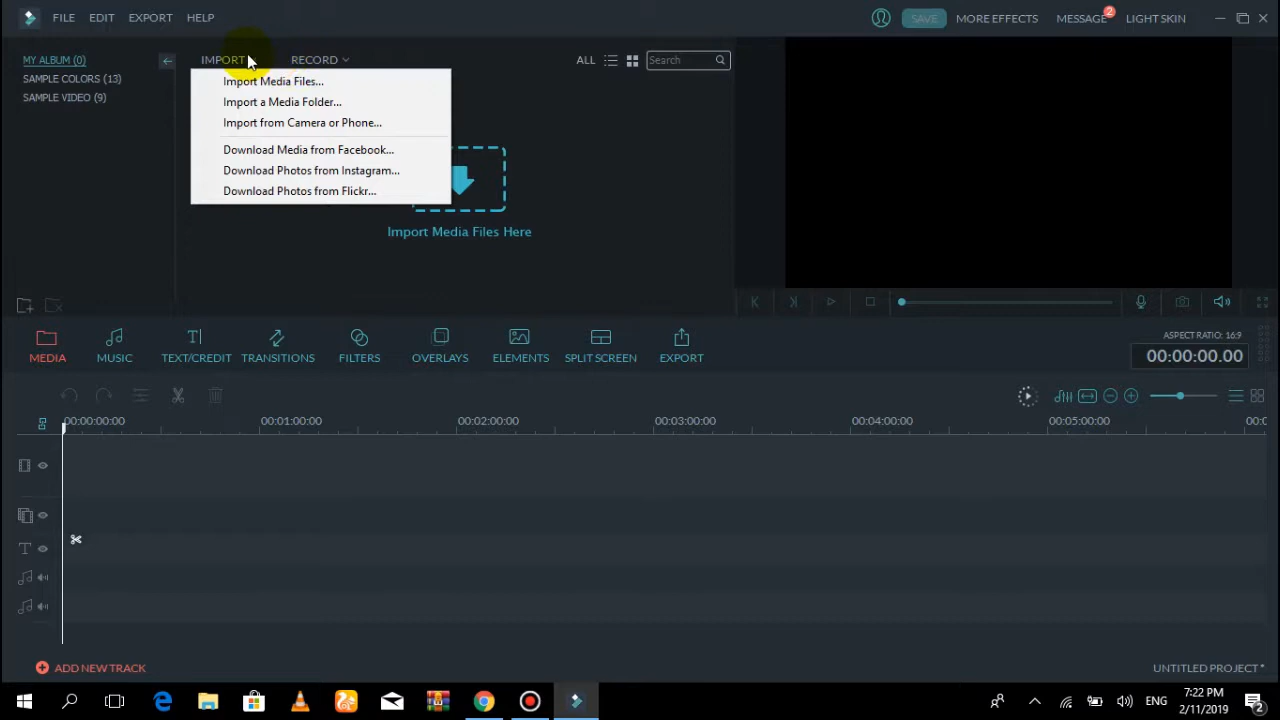 FILE EDIT EXPORT HELP
SAVE MORE EFFECTS MESSAGE 2 LIGHT SKIN
MY ALBUM (0)
SAMPLE COLORS (13)
SAMPLE VIDEO (9)
IMPORT RECORD ALL Search
Import Media Files...
Import a Media Folder...
Import from Camera or Phone...
Download Media from Facebook...
Download Photos from Instagram...
Download Photos from Flickr...
Import Media Files Here
MEDIA MUSIC TEXT/CREDIT TRANSITIONS FILTERS OVERLAYS ELEMENTS SPLIT SCREEN EXPORT
ASPECT RATIO: 16:9
00:00:00.00
00:00:00:00 00:01:00:00 00:02:00:00 00:03:00:00 00:04:00:00 00:05:00:00 00:0
ADD NEW TRACK
UNTITLED PROJECT *
ENG
7:22 PM
2/11/2019
2